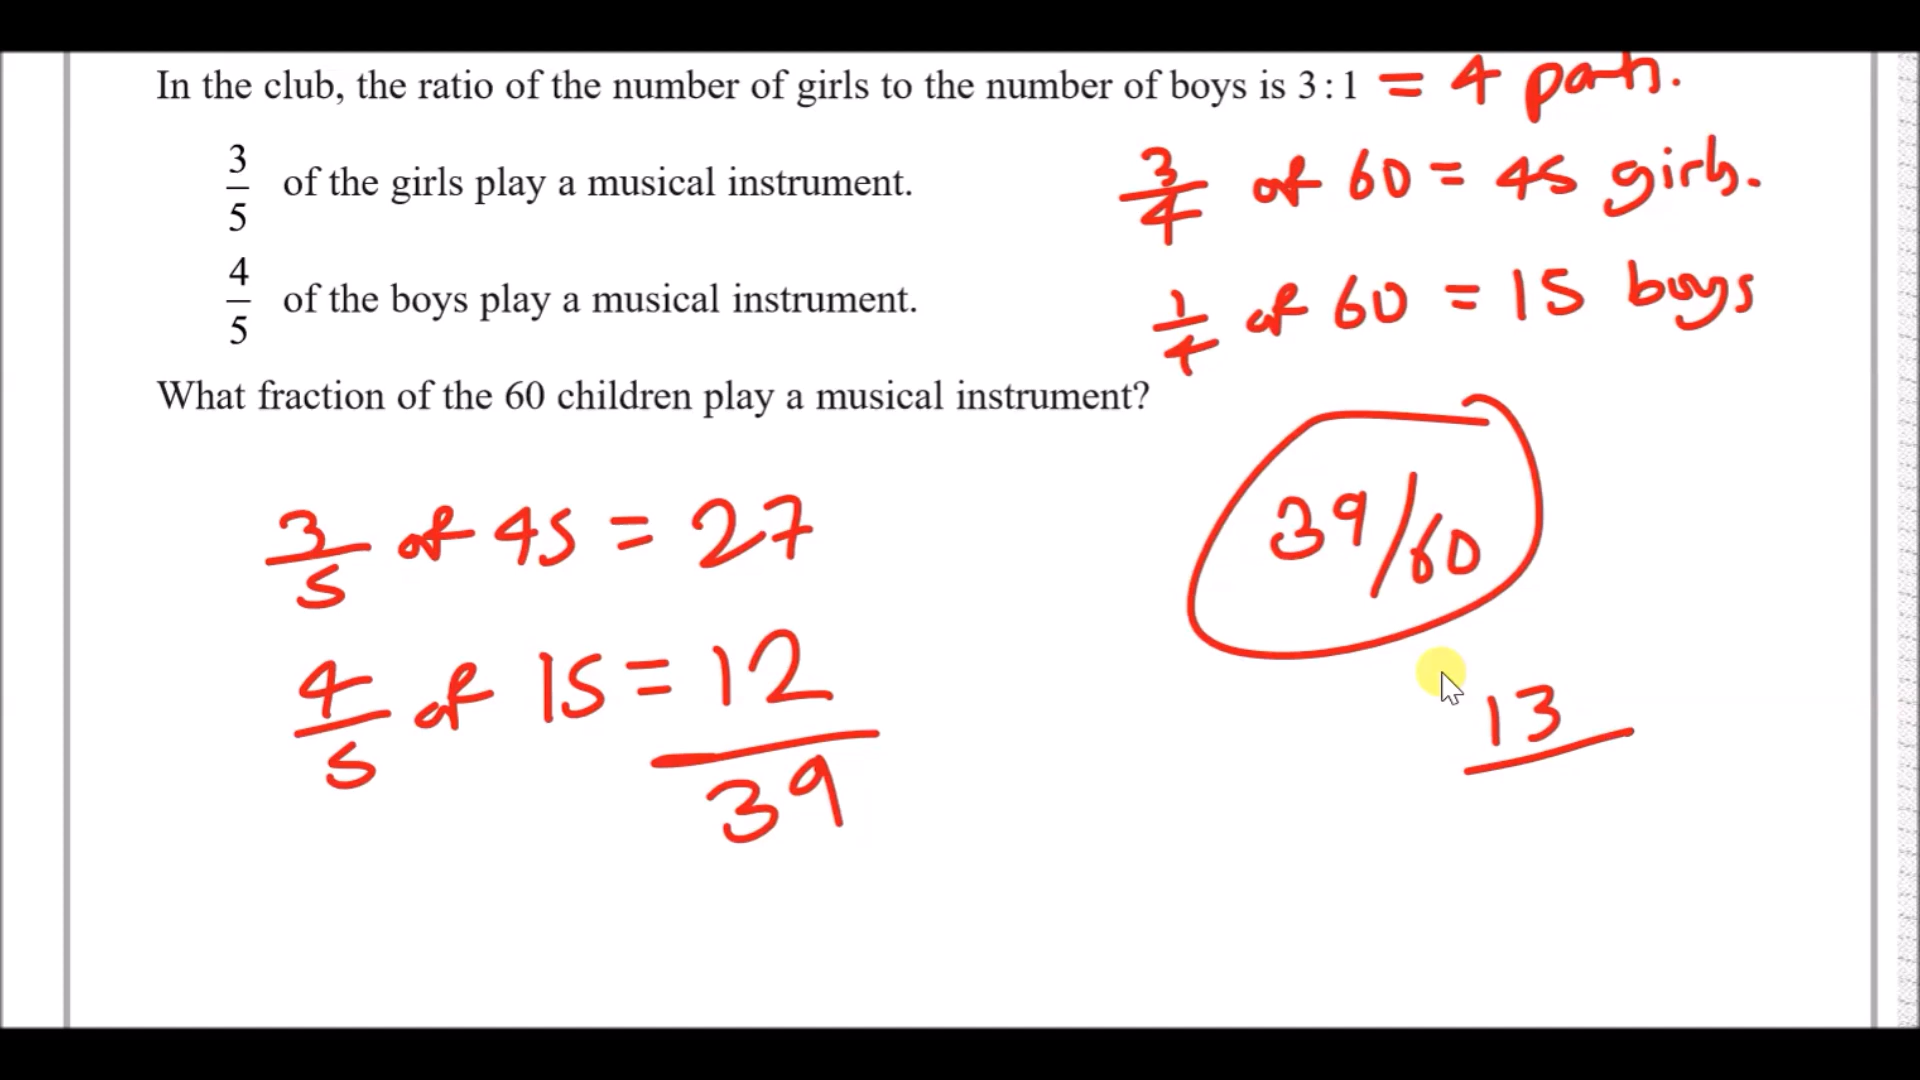 In the club, the ratio of the number of girls to the number of boys is 3 : 1 = 4 parts.
3/5 of the girls play a musical instrument.
3/4 of 60 = 45 girls.
4/5 of the boys play a musical instrument.
1/4 of 60 = 15 boys
What fraction of the 60 children play a musical instrument?
3/5 of 45 = 27
39/60
4/5 of 15 = 12
13
39